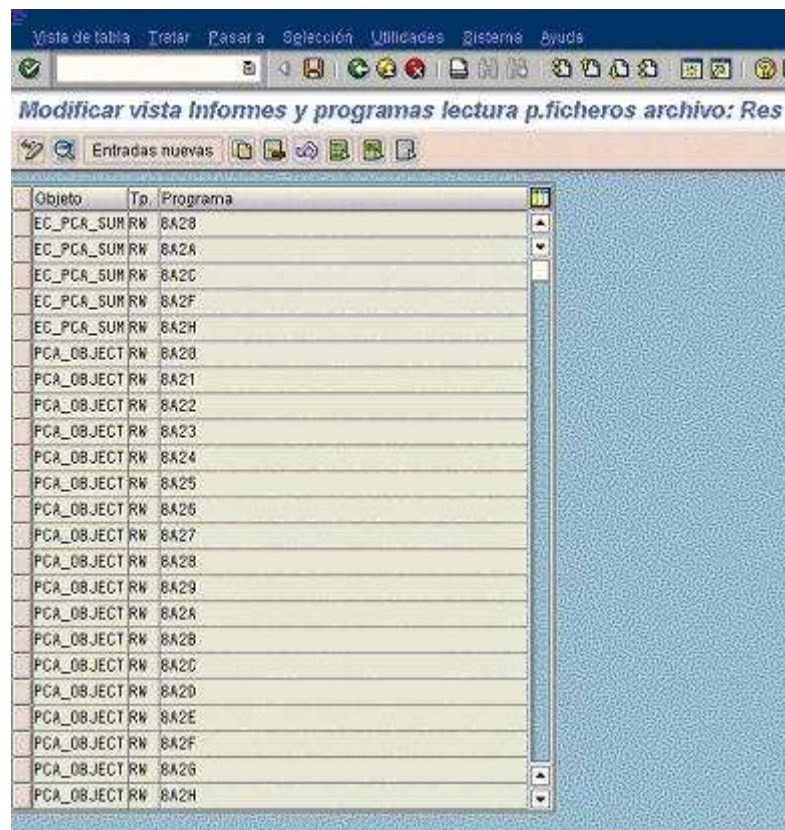 Vista de tabla Tratar Pasar a Selección Utilidades Sistema Ayuda
Modificar vista Informes y programas lectura p.ficheros archivo: Res
Entradas nuevas
Objeto Tp. Programa
EC_PCA_SUM RW 8A28
EC_PCA_SUM RW 8A2A
EC_PCA_SUM RW 8A2C
EC_PCA_SUM RW 8A2F
EC_PCA_SUM RW 8A2H
PCA_OBJECT RW 8A20
PCA_OBJECT RW 8A21
PCA_OBJECT RW 8A22
PCA_OBJECT RW 8A23
PCA_OBJECT RW 8A24
PCA_OBJECT RW 8A25
PCA_OBJECT RW 8A26
PCA_OBJECT RW 8A27
PCA_OBJECT RW 8A28
PCA_OBJECT RW 8A29
PCA_OBJECT RW 8A2A
PCA_OBJECT RW 8A2B
PCA_OBJECT RW 8A2C
PCA_OBJECT RW 8A2D
PCA_OBJECT RW 8A2E
PCA_OBJECT RW 8A2F
PCA_OBJECT RW 8A2G
PCA_OBJECT RW 8A2H